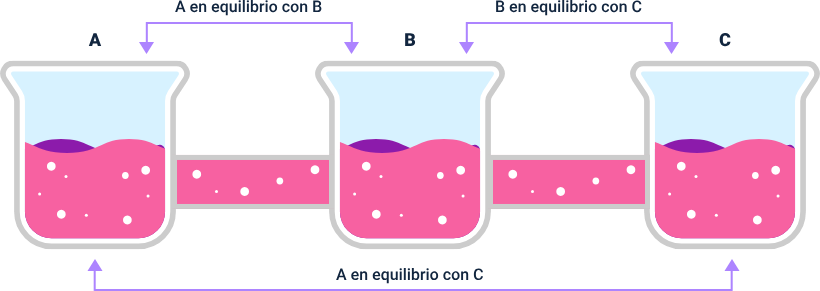 A en equilibrio con B
B en equilibrio con C
A
B
C
A en equilibrio con C